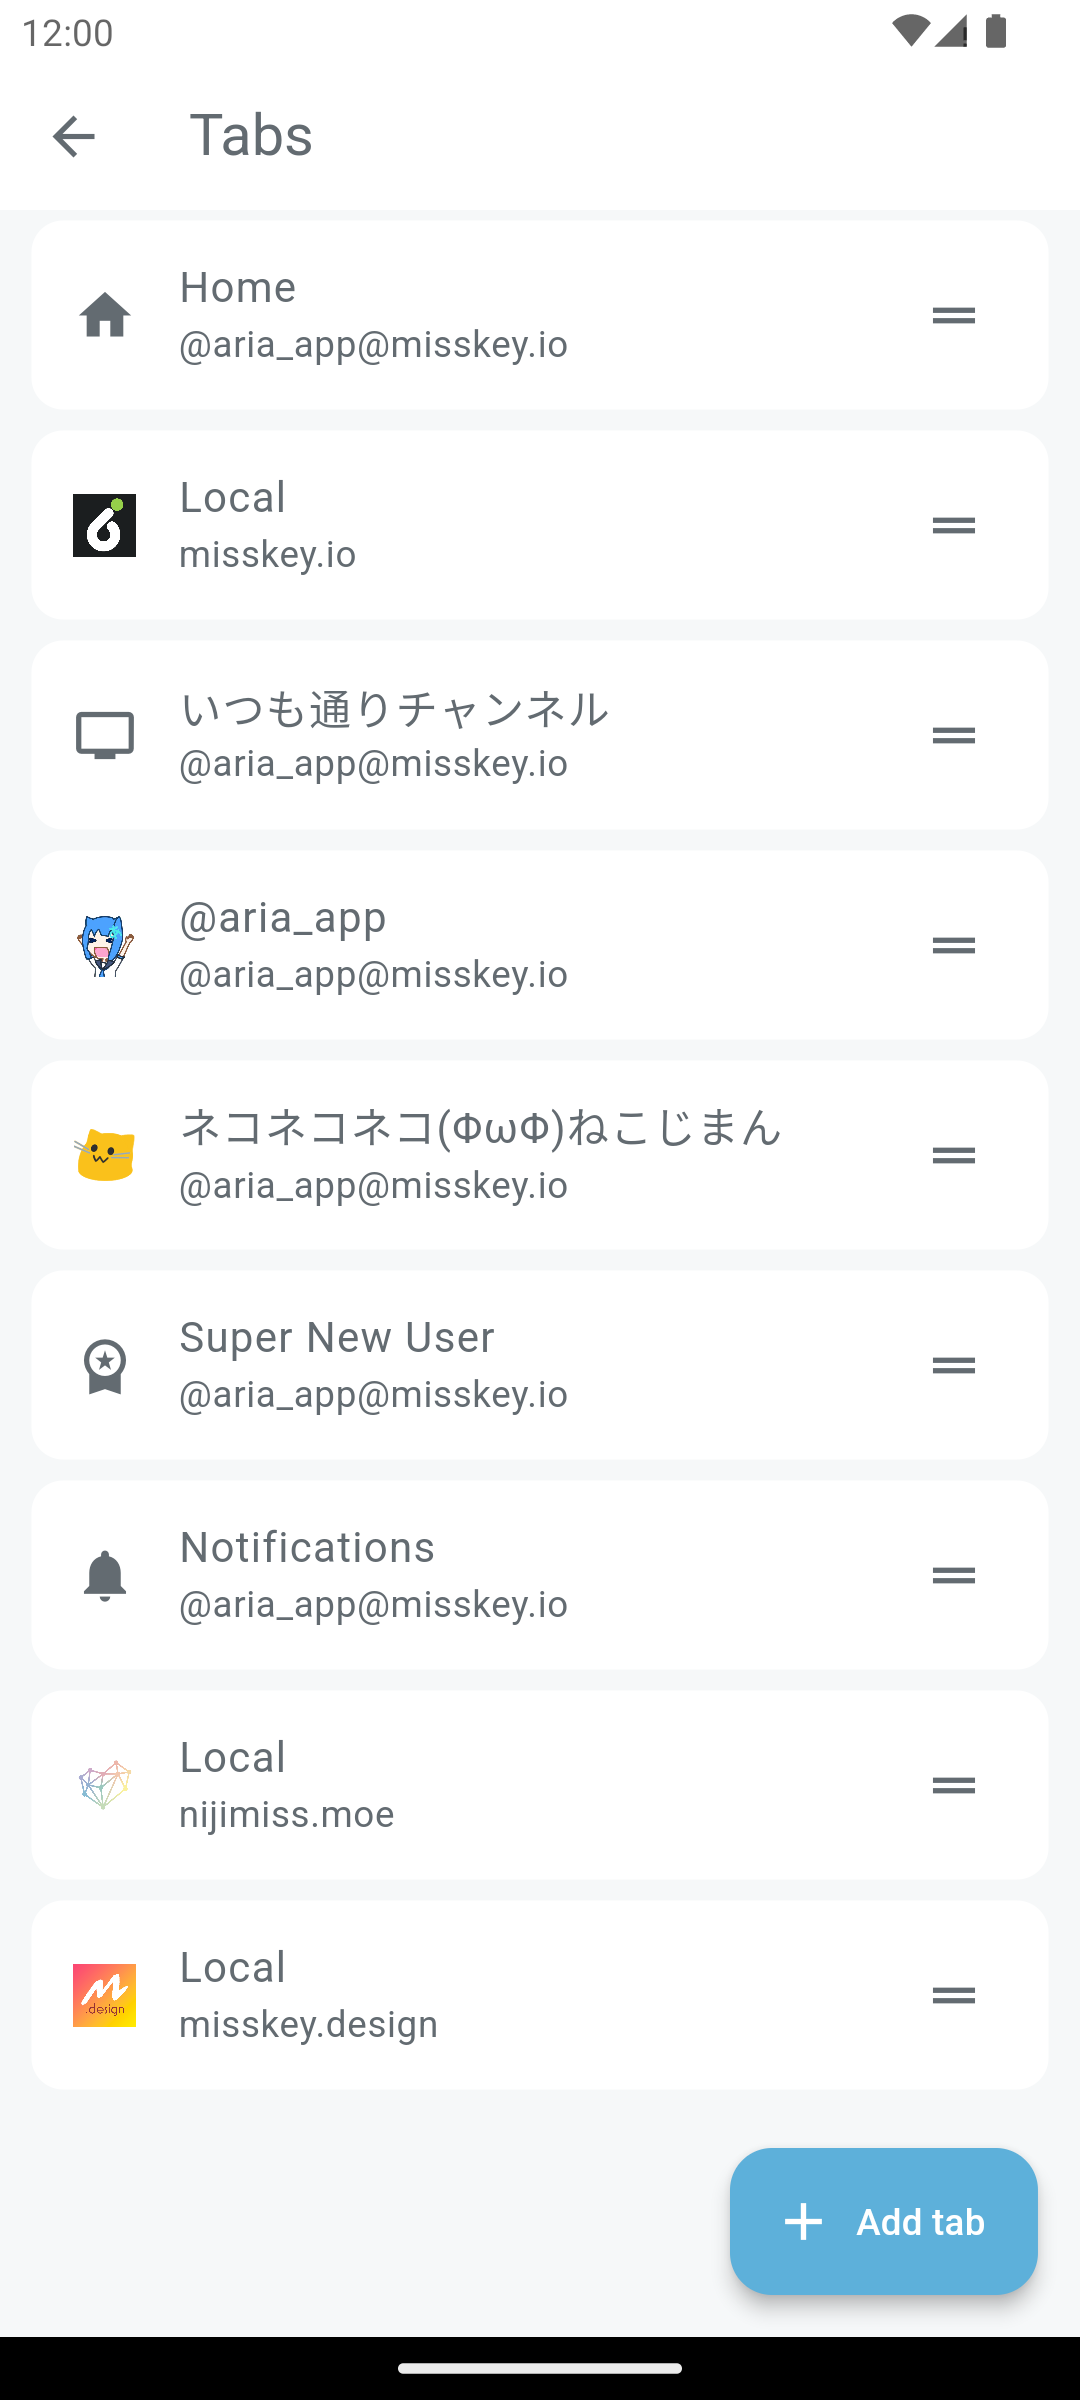 12:00
Tabs
Home
@aria_app@misskey.io
Local
misskey.io
いつも通りチャンネル
@aria_app@misskey.io
@aria_app
@aria_app@misskey.io
ネコネコネコ(ΦωΦ)ねこじまん
@aria_app@misskey.io
Super New User
@aria_app@misskey.io
Notifications
@aria_app@misskey.io
Local
nijimiss.moe
.design
Local
misskey.design
Add tab